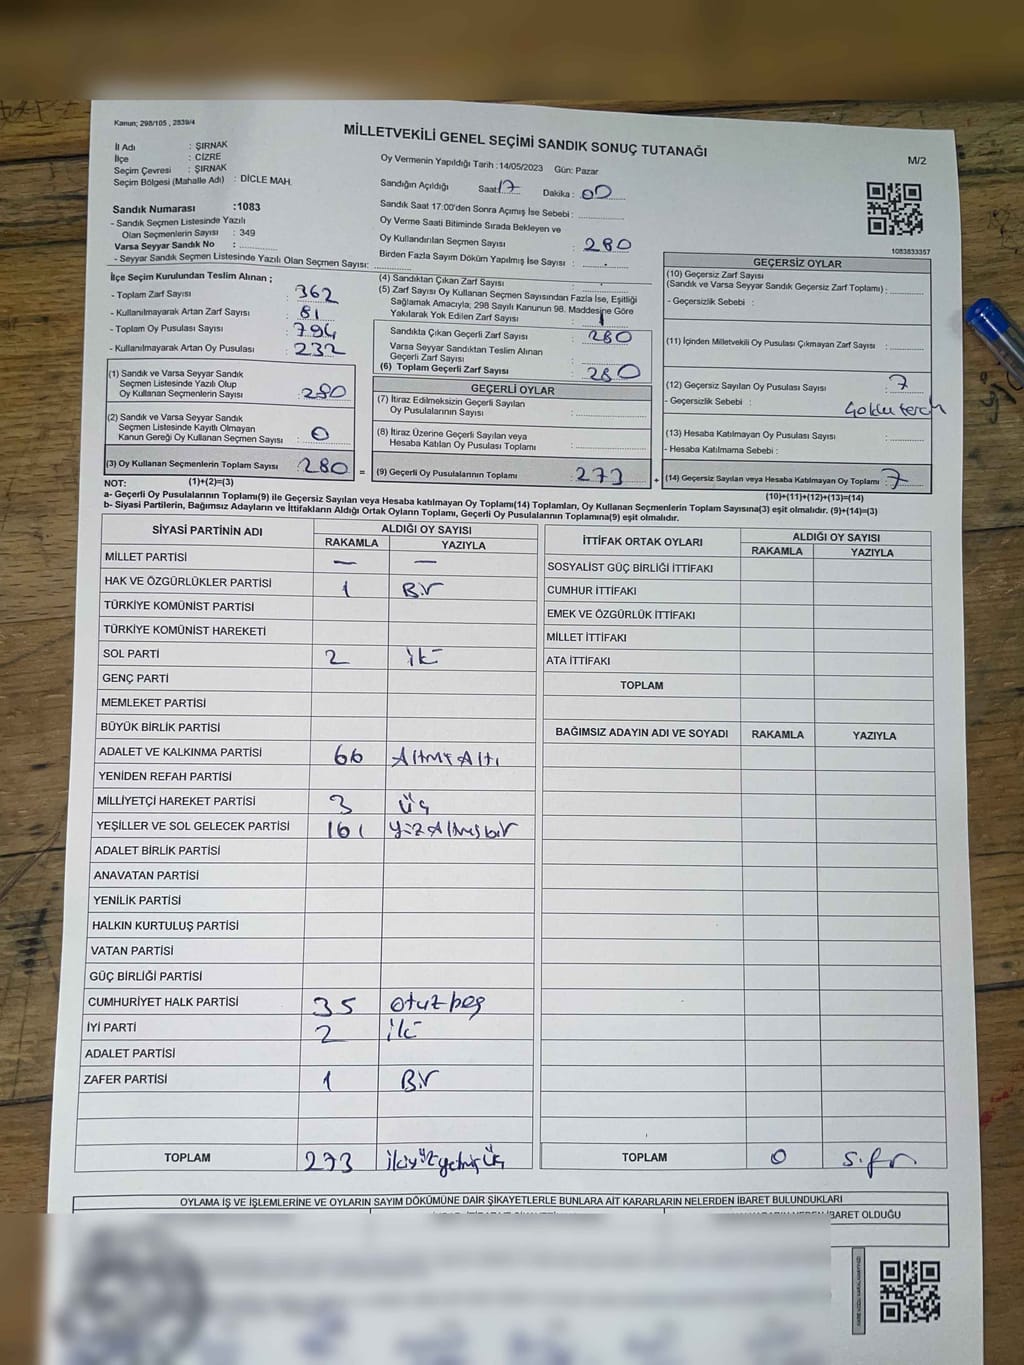 Kanun; 298/105 , 2839/4
MİLLETVEKİLİ GENEL SEÇİMİ SANDIK SONUÇ TUTANAĞI
M/2
İl Adı : ŞIRNAK
İlçe : CİZRE
Seçim Çevresi : ŞIRNAK
Seçim Bölgesi (Mahalle Adı) : DİCLE MAH.
Sandık Numarası :1083
- Sandık Seçmen Listesinde Yazılı
Olan Seçmenlerin Sayısı : 349
Varsa Seyyar Sandık No :
- Seyyar Sandık Seçmen Listesinde Yazılı Olan Seçmen Sayısı:
Oy Vermenin Yapıldığı Tarih :14/05/2023 Gün: Pazar
Sandığın Açıldığı Saat: 17 Dakika : 00
Sandık Saat 17:00'den Sonra Açımış İse Sebebi :
Oy Verme Saati Bitiminde Sırada Bekleyen ve
Oy Kullandırılan Seçmen Sayısı : 280
Birden Fazla Sayım Döküm Yapılmış İse Sayısı :
1083833357
İlçe Seçim Kurulundan Teslim Alınan ;
- Toplam Zarf Sayısı : 362
- Kullanılmayarak Artan Zarf Sayısı : 81
- Toplam Oy Pusulası Sayısı : 794
- Kullanılmayarak Artan Oy Pusulası : 232
(1) Sandık ve Varsa Seyyar Sandık
Seçmen Listesinde Yazılı Olup
Oy Kullanan Seçmenlerin Sayısı : 280
(2) Sandık ve Varsa Seyyar Sandık
Seçmen Listesinde Kayıtlı Olmayan
Kanun Gereği Oy Kullanan Seçmen Sayısı : 0
(3) Oy Kullanan Seçmenlerin Toplam Sayısı : 280
(4) Sandıktan Çıkan Zarf Sayısı :
(5) Zarf Sayısı Oy Kullanan Seçmen Sayısından Fazla İse, Eşitliği
Sağlamak Amacıyla; 298 Sayılı Kanunun 98. Maddesine Göre
Yakılarak Yok Edilen Zarf Sayısı :
Sandıkta Çıkan Geçerli Zarf Sayısı : 280
Varsa Seyyar Sandıktan Teslim Alınan
Geçerli Zarf Sayısı
(6) Toplam Geçerli Zarf Sayısı : 280
GEÇERLİ OYLAR
(7) İtiraz Edilmeksizin Geçerli Sayılan
Oy Pusulalarının Sayısı :
(8) İtiraz Üzerine Geçerli Sayılan veya
Hesaba Katılan Oy Pusulası Toplamı :
= (9) Geçerli Oy Pusulalarının Toplamı : 273
GEÇERSİZ OYLAR
(10) Geçersiz Zarf Sayısı
(Sandık ve Varsa Seyyar Sandık Geçersiz Zarf Toplamı) :
- Geçersizlik Sebebi :
(11) İçinden Milletvekili Oy Pusulası Çıkmayan Zarf Sayısı :
(12) Geçersiz Sayılan Oy Pusulası Sayısı : 7
- Geçersizlik Sebebi :
(13) Hesaba Katılmayan Oy Pusulası Sayısı :
- Hesaba Katılmama Sebebi :
+ (14) Geçersiz Sayılan veya Hesaba Katılmayan Oy Toplamı : 7
NOT: (1)+(2)=(3)
(10)+(11)+(12)+(13)=(14)
a- Geçerli Oy Pusulalarının Toplamı(9) ile Geçersiz Sayılan veya Hesaba katılmayan Oy Toplamı(14) Toplamları, Oy Kullanan Seçmenlerin Toplam Sayısına(3) eşit olmalıdır. (9)+(14)=(3)
b- Siyasi Partilerin, Bağımsız Adayların ve İttifakların Aldığı Ortak Oyların Toplamı, Geçerli Oy Pusulalarının Toplamına(9) eşit olmalıdır.
SİYASİ PARTİNİN ADI ALDIĞI OY SAYISI
RAKAMLA YAZIYLA
MİLLET PARTİSİ — —
HAK VE ÖZGÜRLÜKLER PARTİSİ 1 Bir
TÜRKİYE KOMÜNİST PARTİSİ
TÜRKİYE KOMÜNİST HAREKETİ
SOL PARTİ 2 iki
GENÇ PARTİ
MEMLEKET PARTİSİ
BÜYÜK BİRLİK PARTİSİ
ADALET VE KALKINMA PARTİSİ 66 Altmış Altı
YENİDEN REFAH PARTİSİ
MİLLİYETÇİ HAREKET PARTİSİ 3 üç
YEŞİLLER VE SOL GELECEK PARTİSİ 161 yüz Altmış bir
ADALET BİRLİK PARTİSİ
ANAVATAN PARTİSİ
YENİLİK PARTİSİ
HALKIN KURTULUŞ PARTİSİ
VATAN PARTİSİ
GÜÇ BİRLİĞİ PARTİSİ
CUMHURİYET HALK PARTİSİ 35 otuz beş
İYİ PARTİ 2 iki
ADALET PARTİSİ
ZAFER PARTİSİ 1 Bir
TOPLAM 273 ikiyüz yetmiş üç
İTTİFAK ORTAK OYLARI ALDIĞI OY SAYISI
RAKAMLA YAZIYLA
SOSYALİST GÜÇ BİRLİĞİ İTTİFAKI
CUMHUR İTTİFAKI
EMEK VE ÖZGÜRLÜK İTTİFAKI
MİLLET İTTİFAKI
ATA İTTİFAKI
TOPLAM
BAĞIMSIZ ADAYIN ADI VE SOYADI RAKAMLA YAZIYLA
TOPLAM 0 sıfır
OYLAMA İŞ VE İŞLEMLERİNE VE OYLARIN SAYIM DÖKÜMÜNE DAİR ŞİKAYETLERLE BUNLARA AİT KARARLARIN NELERDEN İBARET BULUNDUKLARI
İBARET OLDUĞU